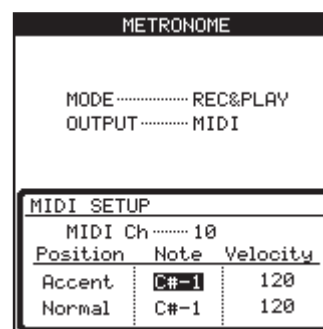 METRONOME
MODE ················ REC&PLAY
OUTPUT ·········· MIDI
MIDI SETUP
MIDI Ch ········ 10
Position Note Velocity
Accent C#-1 120
Normal C#-1 120